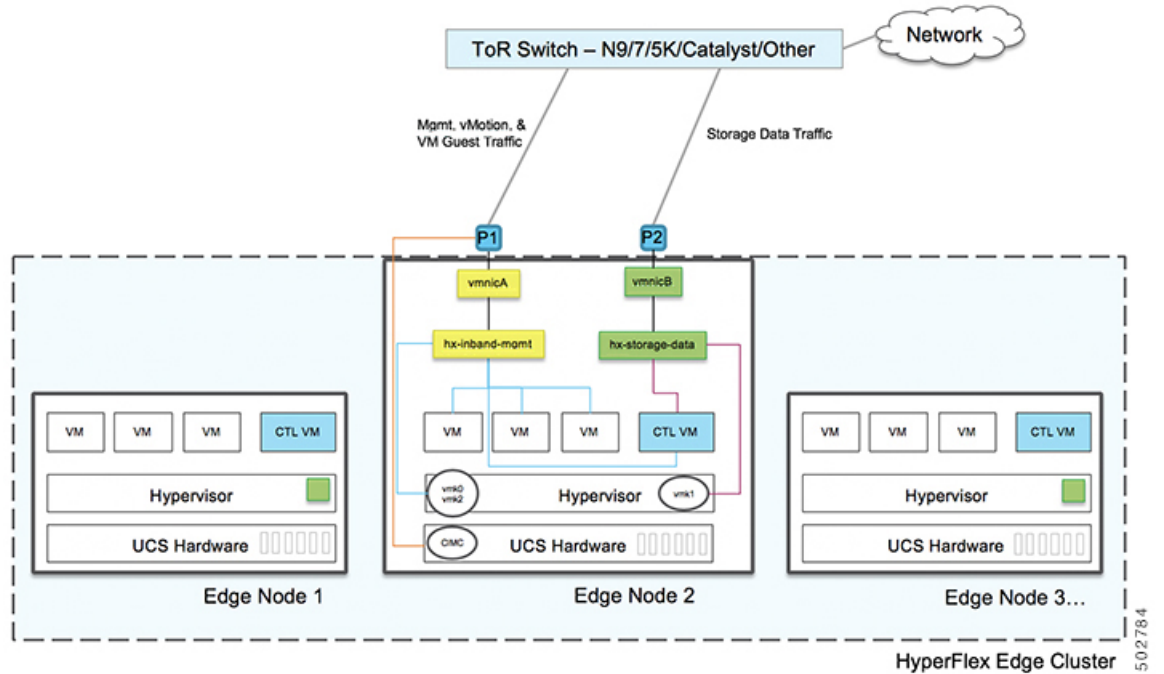 ToR Switch – N9/7/5K/Catalyst/Other
Network
Mgmt, vMotion, &
VM Guest Traffic
Storage Data Traffic
P1
P2
vmnicA
vmnicB
hx-inband-mgmt
hx-storage-data
VM
VM
VM
CTL VM
Hypervisor
UCS Hardware
Edge Node 1
VM
VM
VM
CTL VM
vmk0
vmk2
Hypervisor
vmk1
CIMC
UCS Hardware
Edge Node 2
VM
VM
VM
CTL VM
Hypervisor
UCS Hardware
Edge Node 3...
HyperFlex Edge Cluster
502784